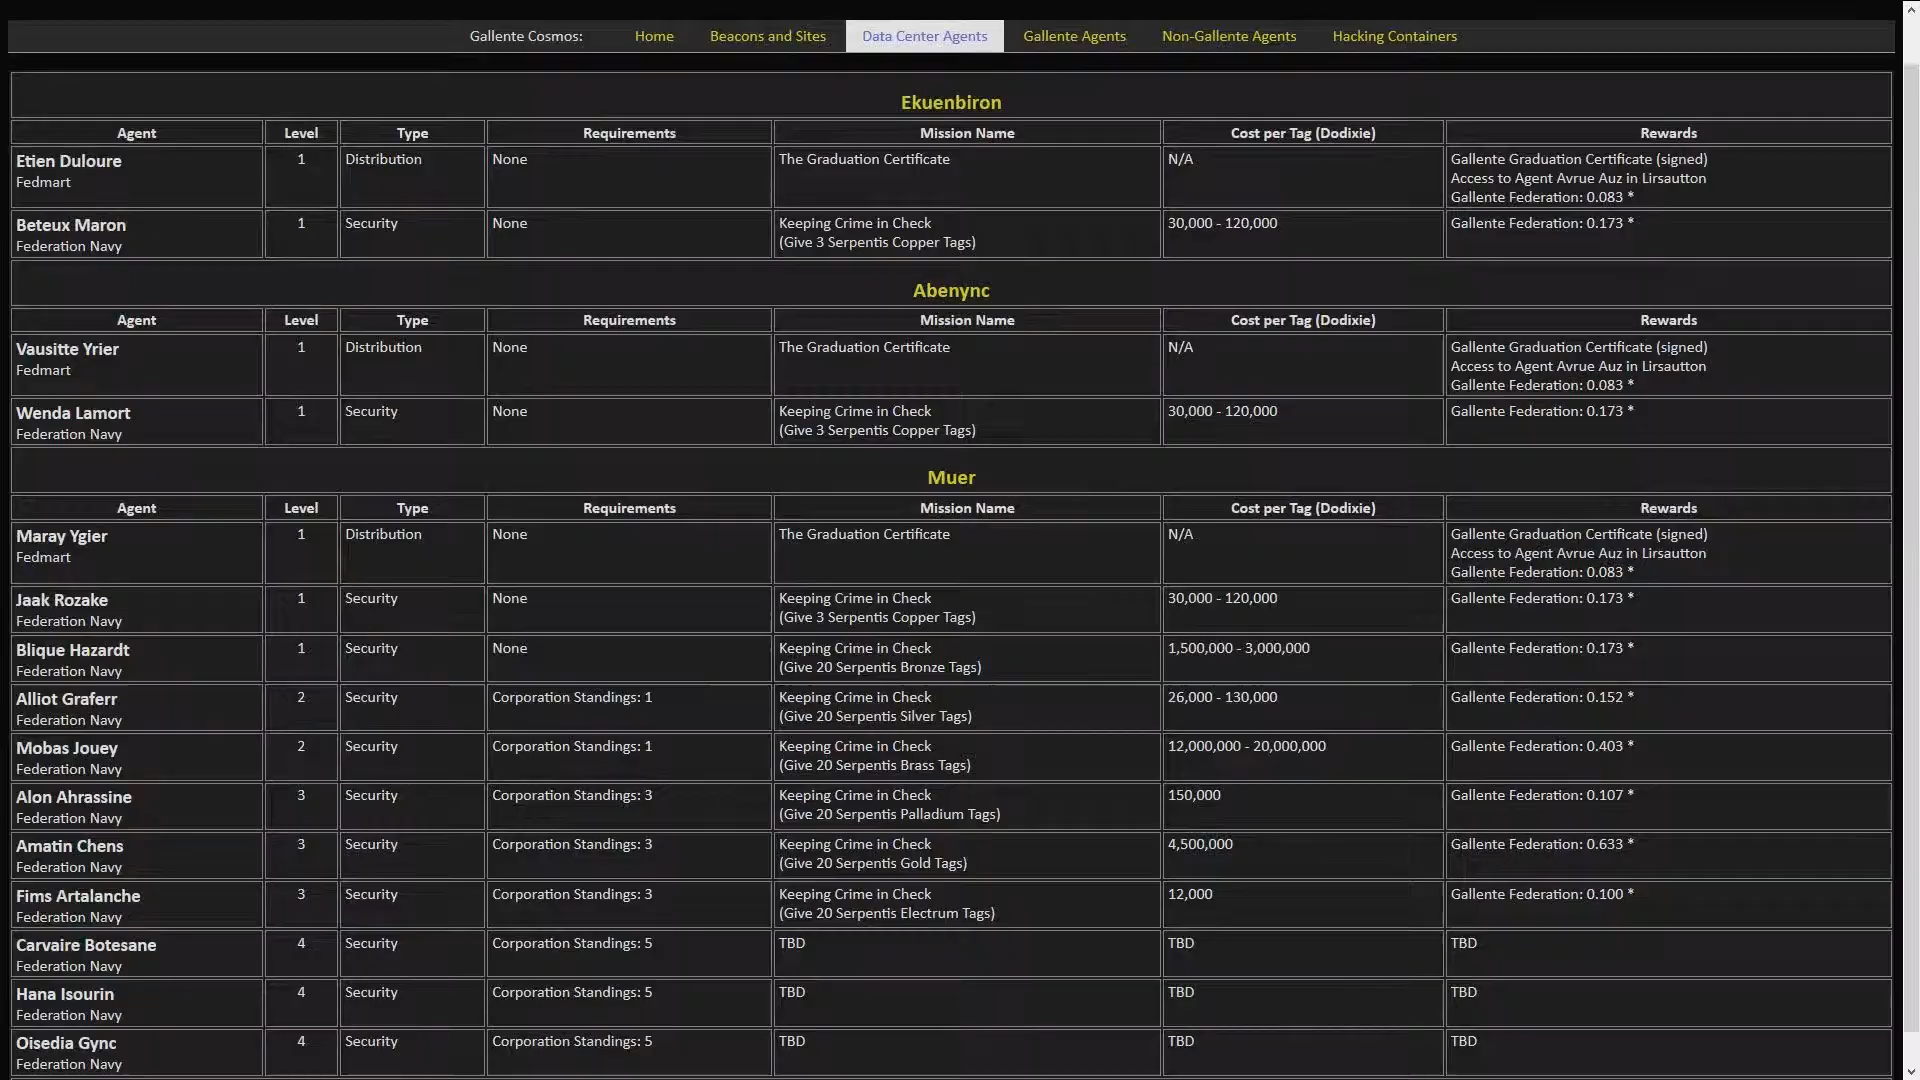 Gallente Cosmos: Home Beacons and Sites Data Center Agents Gallente Agents Non-Gallente Agents Hacking Containers
Ekuenbiron
Agent Level Type Requirements Mission Name Cost per Tag (Dodixie) Rewards
Etien Duloure 1 Distribution None The Graduation Certificate N/A Gallente Graduation Certificate (signed)
Fedmart Access to Agent Avrue Auz in Lirsautton
Gallente Federation: 0.083 *
Beteux Maron 1 Security None Keeping Crime in Check 30,000 - 120,000 Gallente Federation: 0.173 *
Federation Navy (Give 3 Serpentis Copper Tags)
Abenync
Agent Level Type Requirements Mission Name Cost per Tag (Dodixie) Rewards
Vausitte Yrier 1 Distribution None The Graduation Certificate N/A Gallente Graduation Certificate (signed)
Fedmart Access to Agent Avrue Auz in Lirsautton
Gallente Federation: 0.083 *
Wenda Lamort 1 Security None Keeping Crime in Check 30,000 - 120,000 Gallente Federation: 0.173 *
Federation Navy (Give 3 Serpentis Copper Tags)
Muer
Agent Level Type Requirements Mission Name Cost per Tag (Dodixie) Rewards
Maray Ygier 1 Distribution None The Graduation Certificate N/A Gallente Graduation Certificate (signed)
Fedmart Access to Agent Avrue Auz in Lirsautton
Gallente Federation: 0.083 *
Jaak Rozake 1 Security None Keeping Crime in Check 30,000 - 120,000 Gallente Federation: 0.173 *
Federation Navy (Give 3 Serpentis Copper Tags)
Blique Hazardt 1 Security None Keeping Crime in Check 1,500,000 - 3,000,000 Gallente Federation: 0.173 *
Federation Navy (Give 20 Serpentis Bronze Tags)
Alliot Graferr 2 Security Corporation Standings: 1 Keeping Crime in Check 26,000 - 130,000 Gallente Federation: 0.152 *
Federation Navy (Give 20 Serpentis Silver Tags)
Mobas Jouey 2 Security Corporation Standings: 1 Keeping Crime in Check 12,000,000 - 20,000,000 Gallente Federation: 0.403 *
Federation Navy (Give 20 Serpentis Brass Tags)
Alon Ahrassine 3 Security Corporation Standings: 3 Keeping Crime in Check 150,000 Gallente Federation: 0.107 *
Federation Navy (Give 20 Serpentis Palladium Tags)
Amatin Chens 3 Security Corporation Standings: 3 Keeping Crime in Check 4,500,000 Gallente Federation: 0.633 *
Federation Navy (Give 20 Serpentis Gold Tags)
Fims Artalanche 3 Security Corporation Standings: 3 Keeping Crime in Check 12,000 Gallente Federation: 0.100 *
Federation Navy (Give 20 Serpentis Electrum Tags)
Carvaire Botesane 4 Security Corporation Standings: 5 TBD TBD TBD
Federation Navy
Hana Isourin 4 Security Corporation Standings: 5 TBD TBD TBD
Federation Navy
Oisedia Gync 4 Security Corporation Standings: 5 TBD TBD TBD
Federation Navy